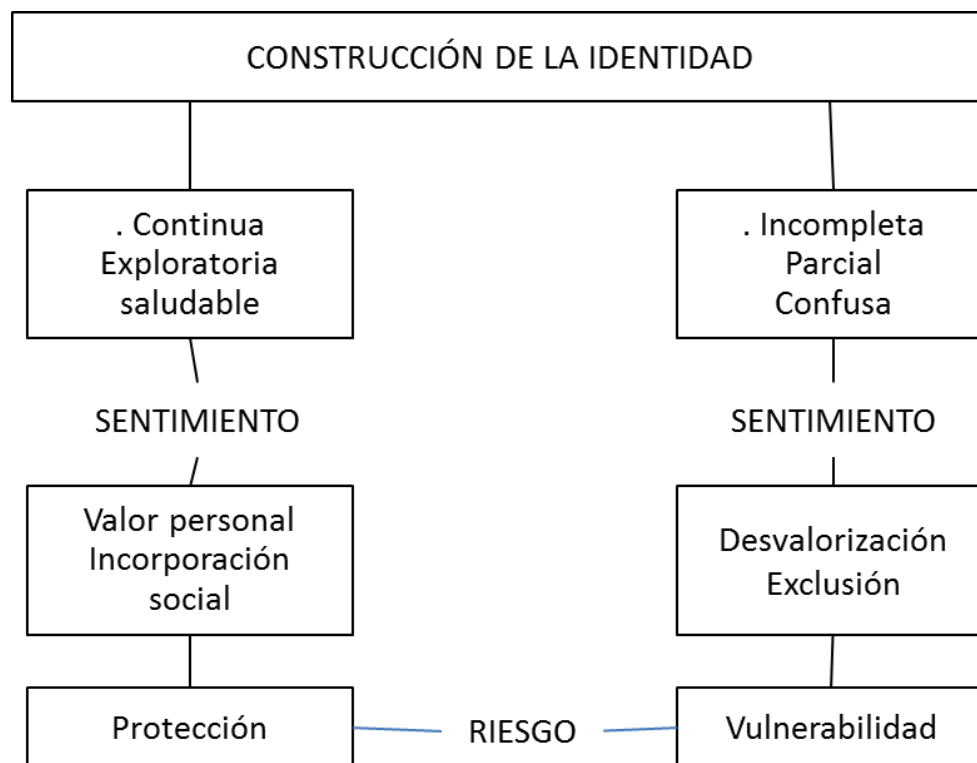 CONSTRUCCIÓN DE LA IDENTIDAD
. Continua
Exploratoria
saludable
. Incompleta
Parcial
Confusa
SENTIMIENTO
SENTIMIENTO
Valor personal
Incorporación
social
Desvalorización
Exclusión
Protección
RIESGO
Vulnerabilidad